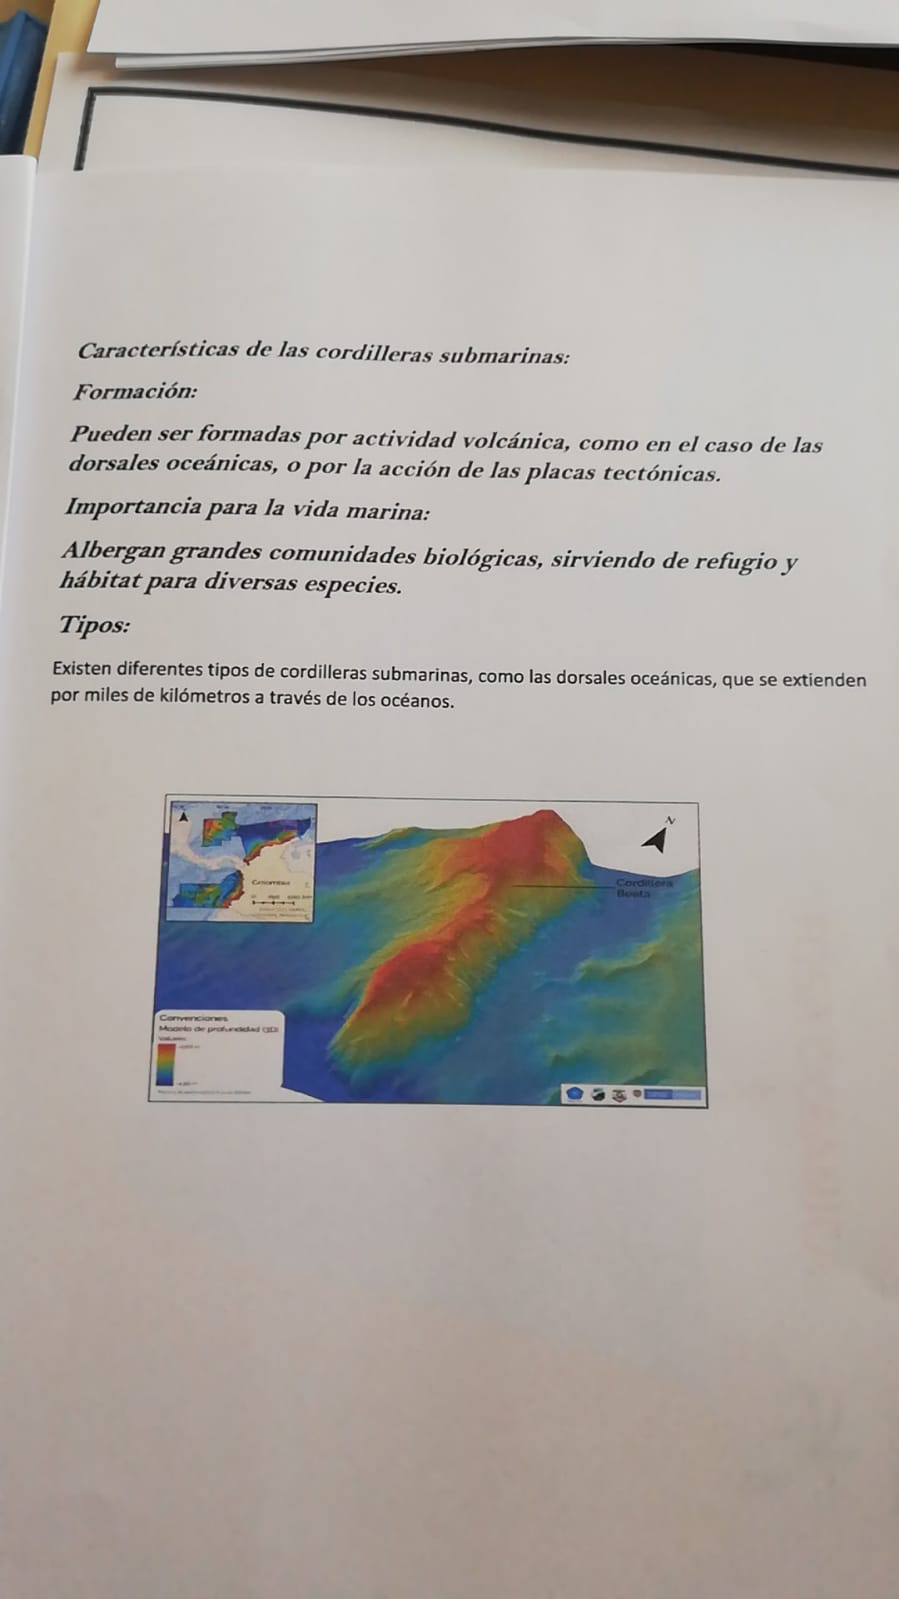 Características de las cordilleras submarinas:
Formación:
Pueden ser formadas por actividad volcánica, como en el caso de las
dorsales oceánicas, o por la acción de las placas tectónicas.
Importancia para la vida marina:
Albergan grandes comunidades biológicas, sirviendo de refugio y
hábitat para diversas especies.
Tipos:
Existen diferentes tipos de cordilleras submarinas, como las dorsales oceánicas, que se extienden
por miles de kilómetros a través de los océanos.
N
Colombia
Cordillera
Beata
Convenciones
Modelo de profundidad (3D)